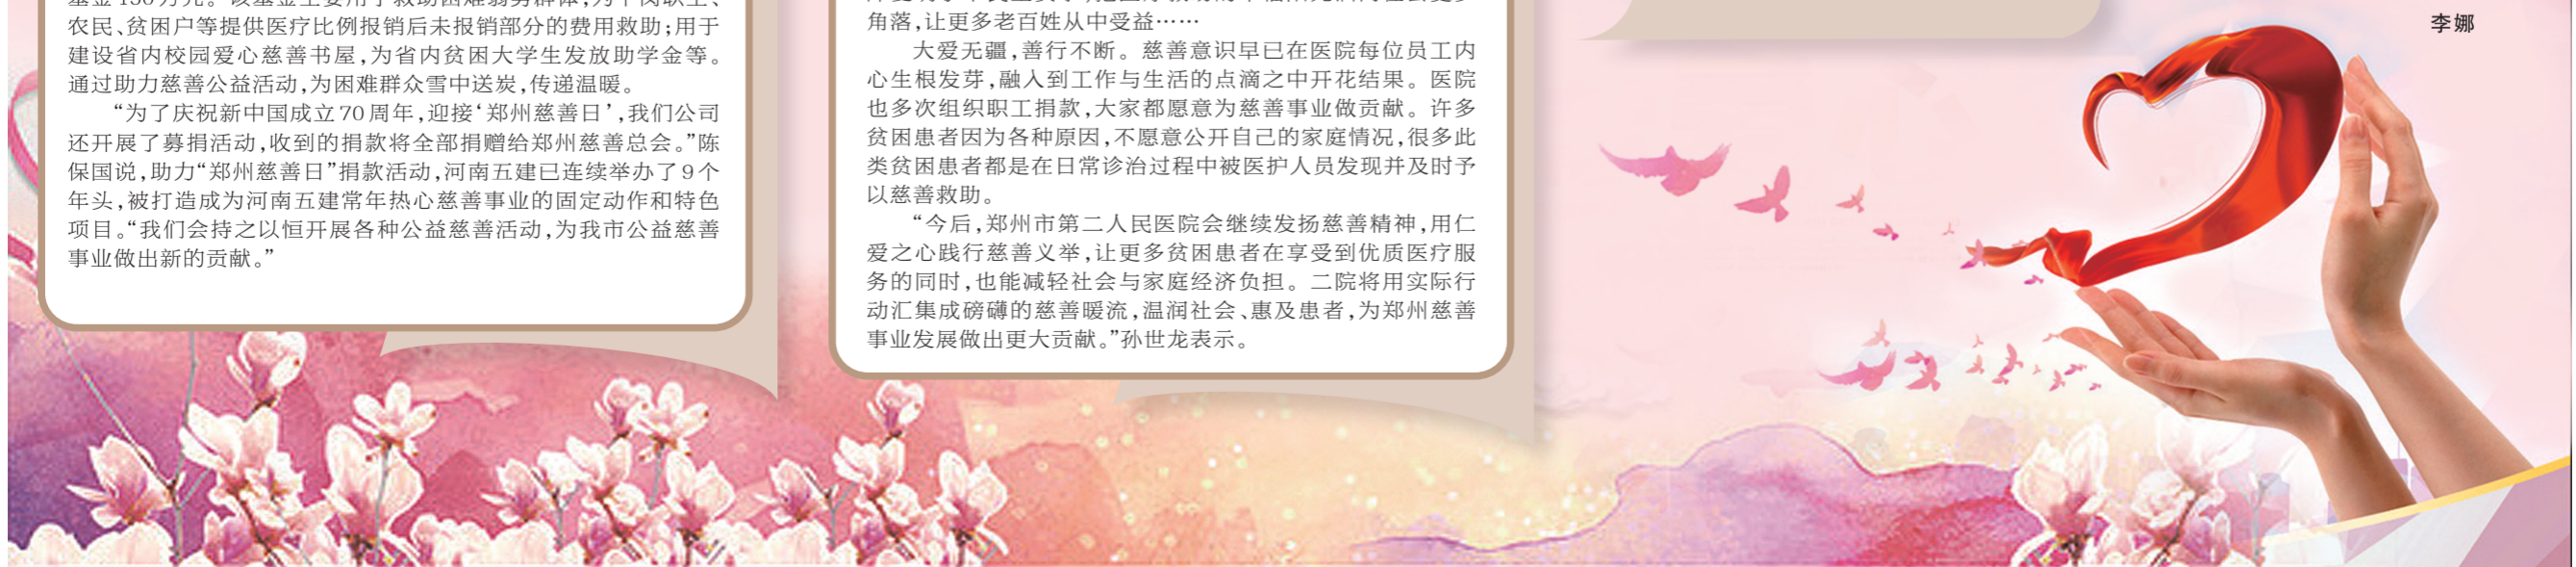 农民、贫困户等提供医疗比例报销后未报销部分的费用救助；用于
建设省内校园爱心慈善书屋，为省内贫困大学生发放助学金等。
通过助力慈善公益活动，为困难群众雪中送炭，传递温暖。
“为了庆祝新中国成立70周年，迎接‘郑州慈善日’，我们公司
还开展了募捐活动，收到的捐款将全部捐赠给郑州慈善总会。”陈
保国说，助力“郑州慈善日”捐款活动，河南五建已连续举办了9个
年头，被打造成为河南五建常年热心慈善事业的固定动作和特色
项目。“我们会持之以恒开展各种公益慈善活动，为我市公益慈善
事业做出新的贡献。”
角落，让更多老百姓从中受益……
大爱无疆，善行不断。慈善意识早已在医院每位员工内
心生根发芽，融入到工作与生活的点滴之中开花结果。医院
也多次组织职工捐款，大家都愿意为慈善事业做贡献。许多
贫困患者因为各种原因，不愿意公开自己的家庭情况，很多此
类贫困患者都是在日常诊治过程中被医护人员发现并及时予
以慈善救助。
“今后，郑州市第二人民医院会继续发扬慈善精神，用仁
爱之心践行慈善义举，让更多贫困患者在享受到优质医疗服
务的同时，也能减轻社会与家庭经济负担。二院将用实际行
动汇集成磅礴的慈善暖流，温润社会、惠及患者，为郑州慈善
事业发展做出更大贡献。”孙世龙表示。
李娜